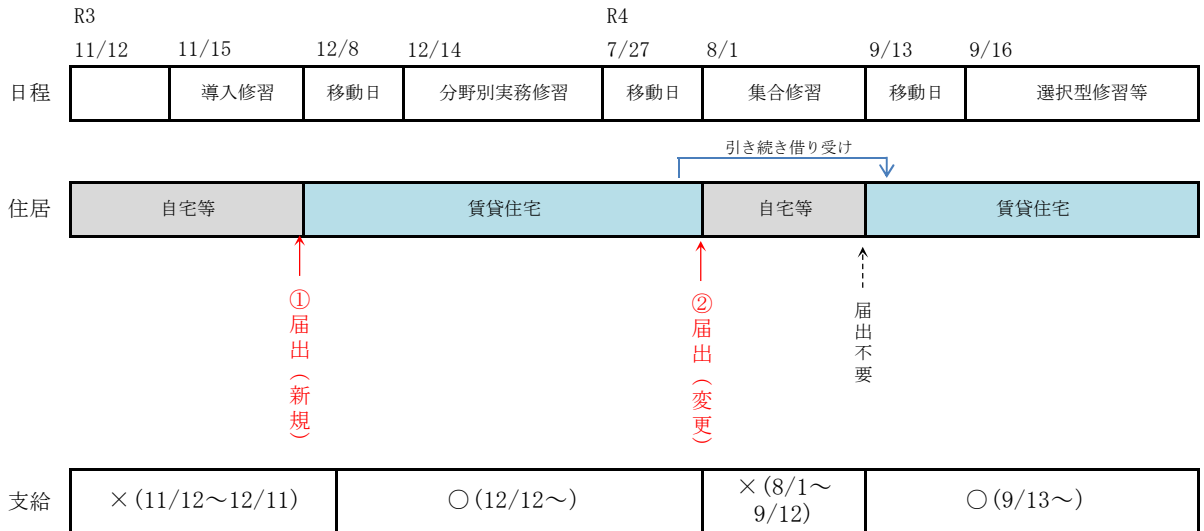 R3
R4
11/12
11/15
12/8
12/14
7/27
8/1
9/13
9/16
日程
導入修習
移動日
分野別実務修習
移動日
集合修習
移動日
選択型修習等
引き続き借り受け
住居
自宅等
賃貸住宅
自宅等
賃貸住宅
①届出（新規）
②届出（変更）
届出不要
支給
×(11/12～12/11)
○(12/12～)
×(8/1～
9/12)
○(9/13～)